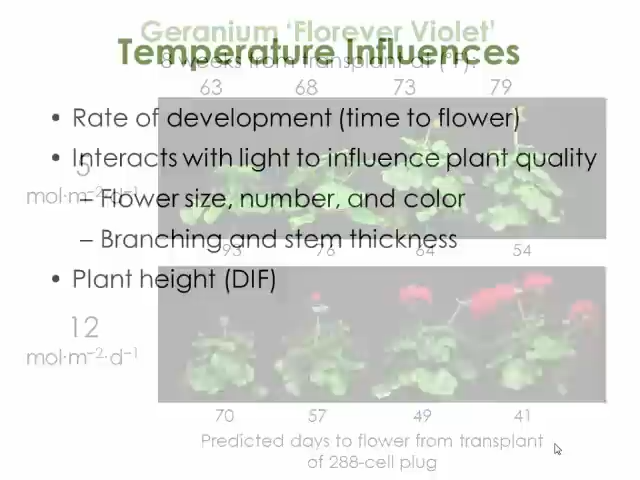 Geranium ‘Florever Violet’
Temperature Influences
8 weeks from transplant at (°F):
63 68 73 79
• Rate of development (time to flower)
• Interacts with light to influence plant quality
5
mol·m⁻²·d⁻¹
– Flower size, number, and color
– Branching and stem thickness
93 76 64 54
• Plant height (DIF)
12
mol·m⁻²·d⁻¹
70 57 49 41
Predicted days to flower from transplant
of 288-cell plug